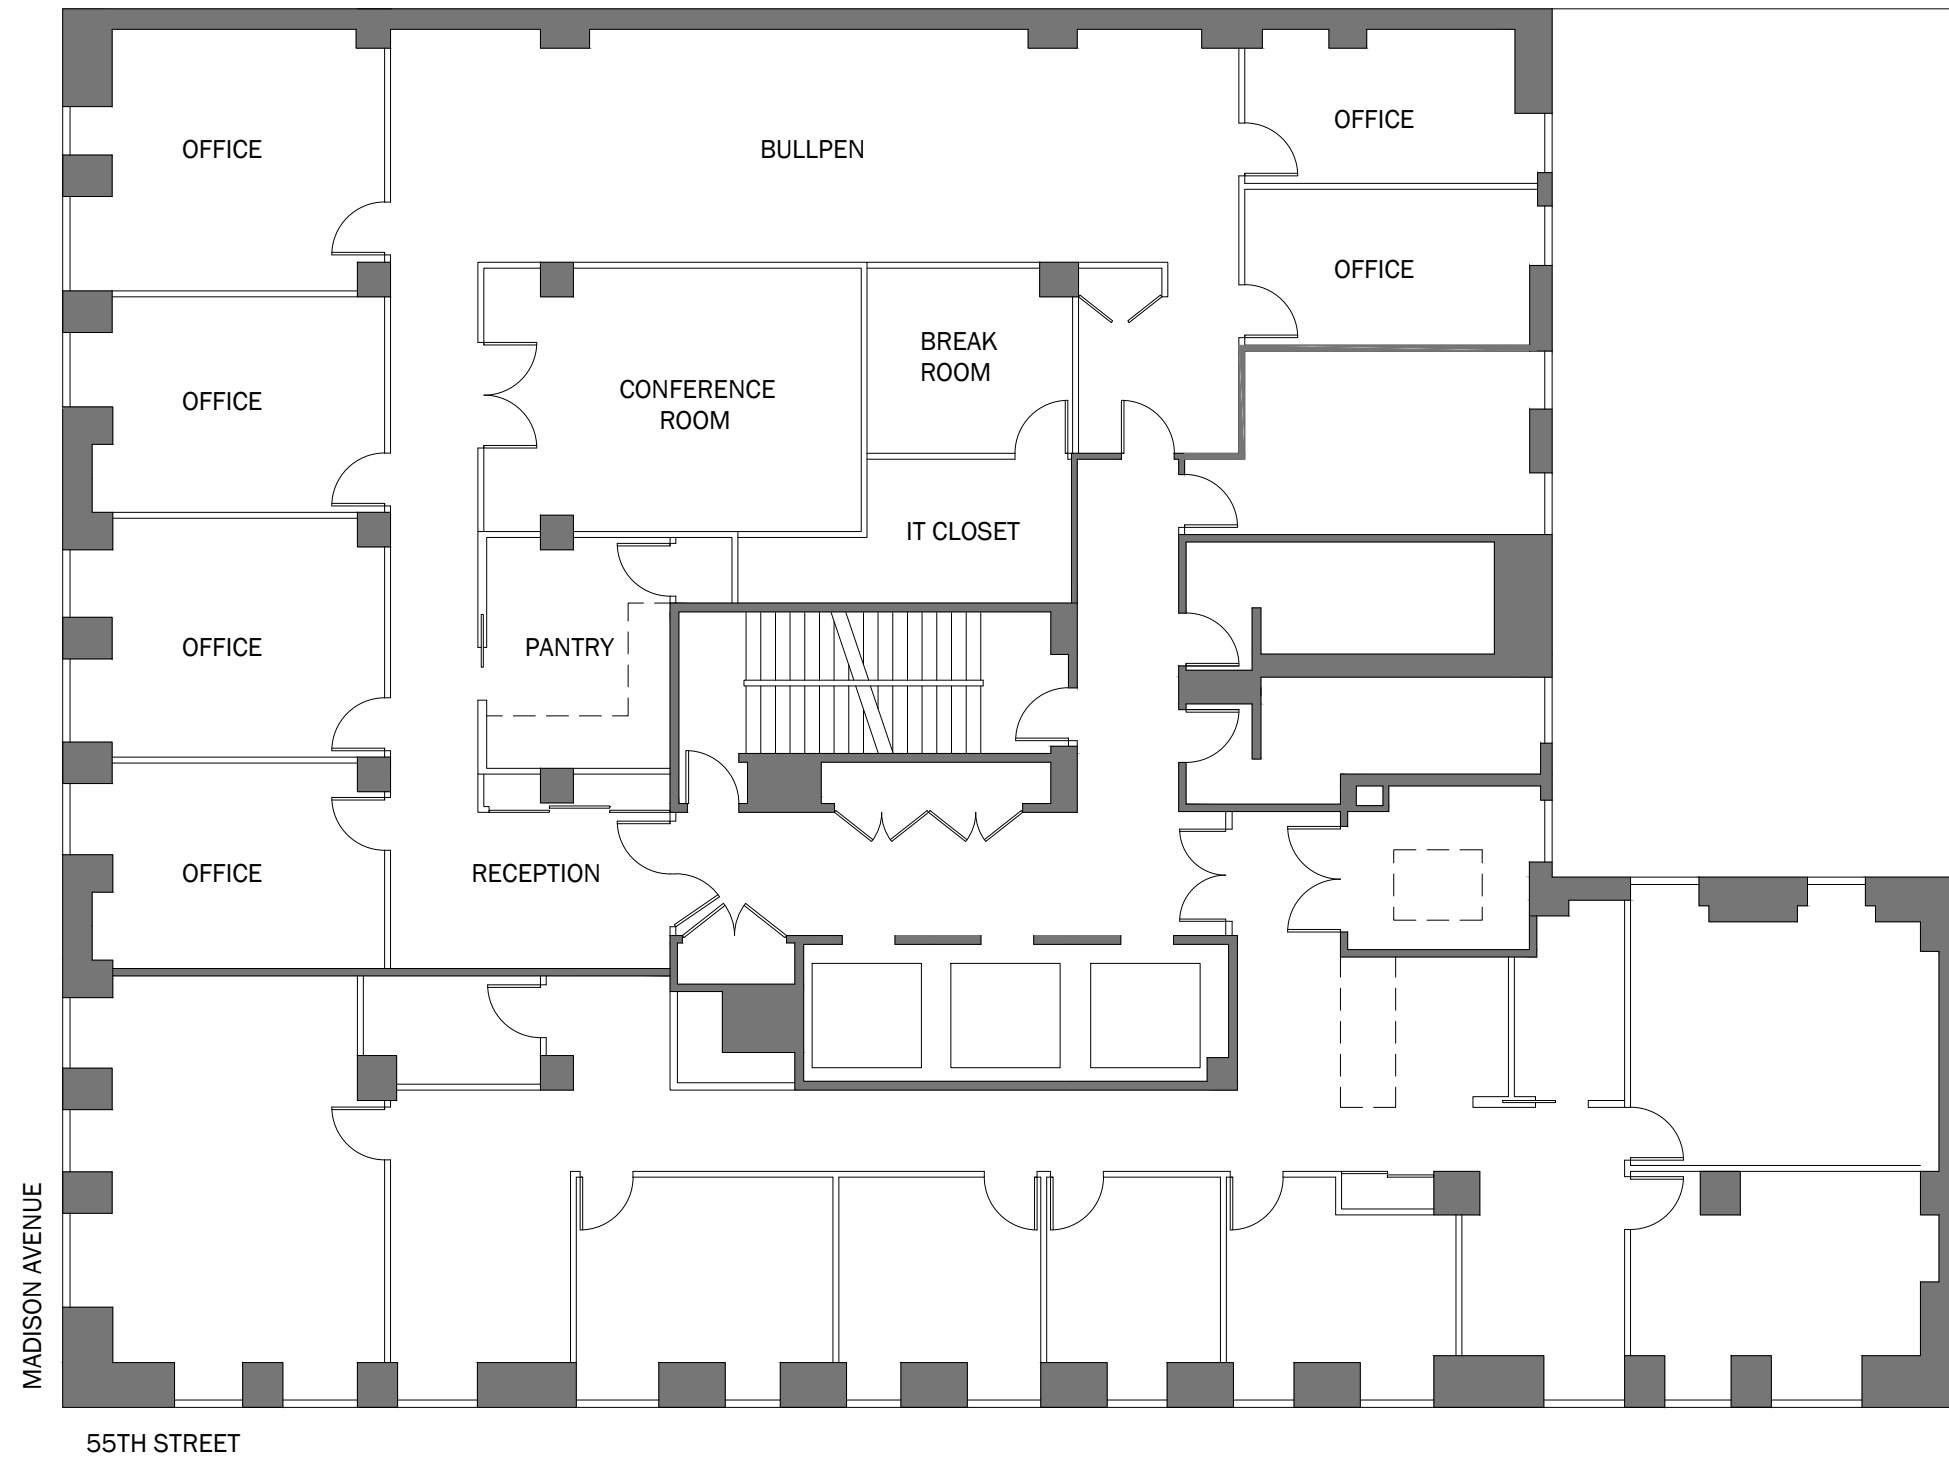 OFFICE
BULLPEN
OFFICE
OFFICE
BREAK
ROOM
CONFERENCE
ROOM
OFFICE
IT CLOSET
OFFICE
PANTRY
OFFICE
RECEPTION
MADISON AVENUE
55TH STREET